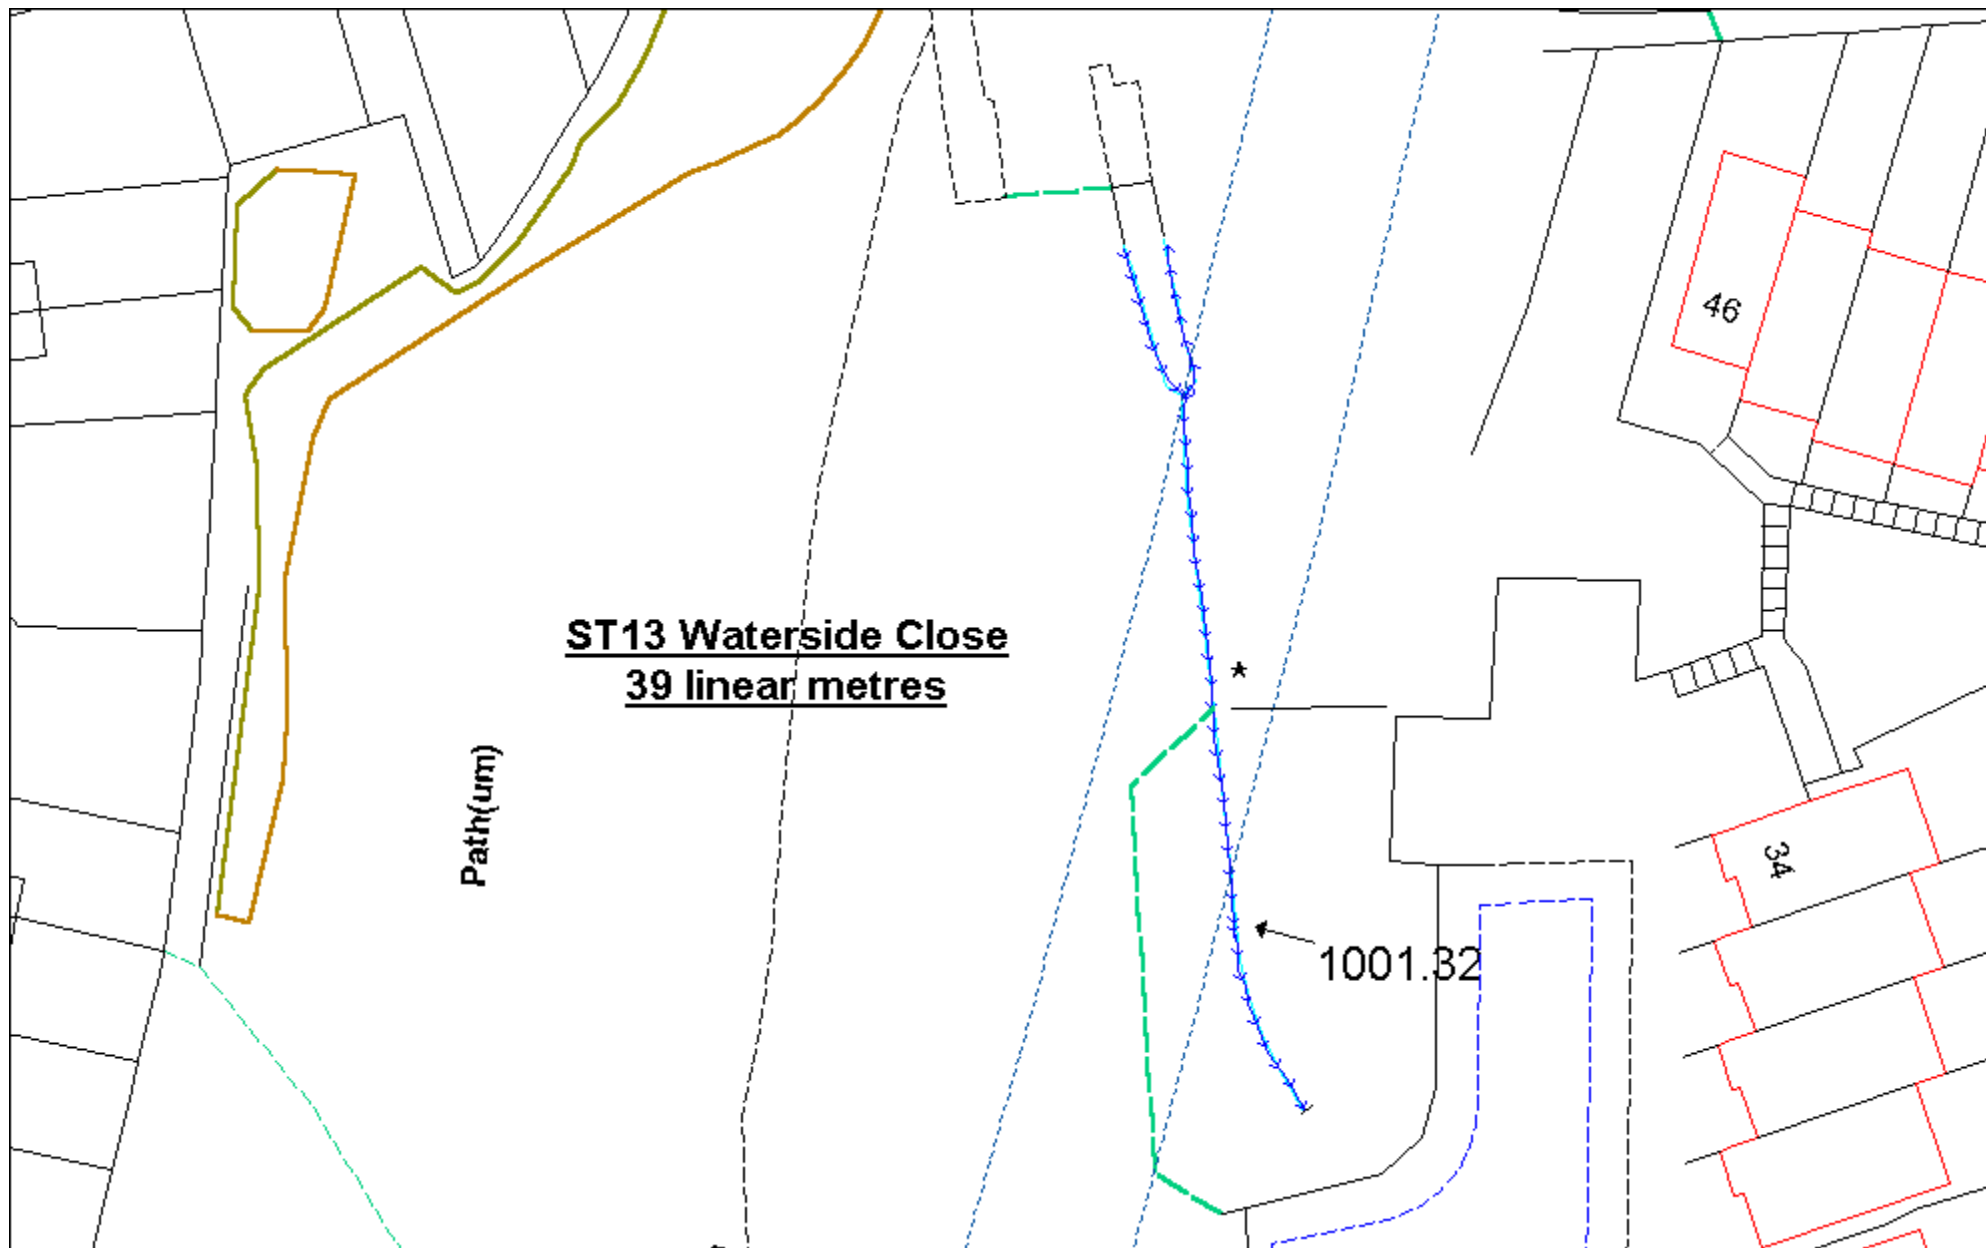 46
ST13 Waterside Close
39 linear metres
*
Path(um)
34
1001.32